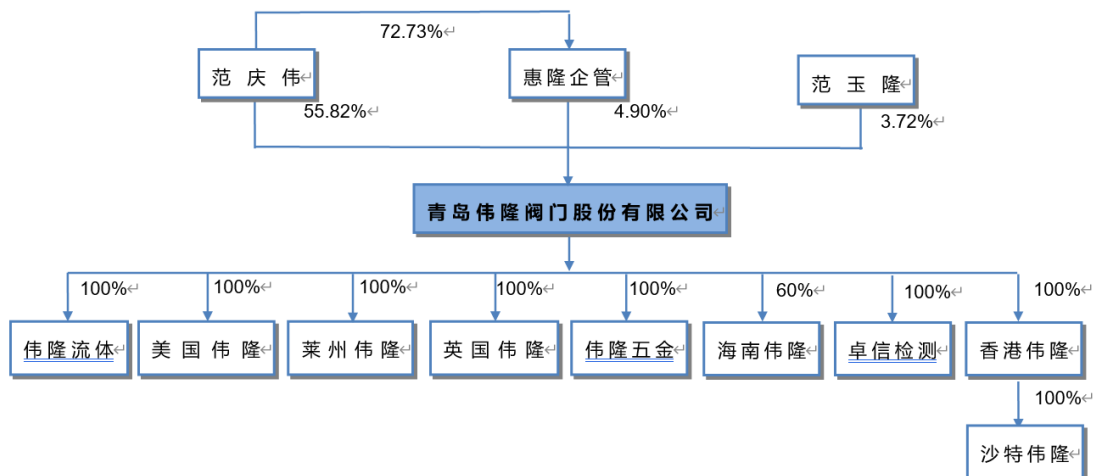 72.73%
范庆伟
惠隆企管
范玉隆
55.82%
4.90%
3.72%
青岛伟隆阀门股份有限公司
100%
100%
100%
100%
100%
60%
100%
100%
伟隆流体
美国伟隆
莱州伟隆
英国伟隆
伟隆五金
海南伟隆
卓信检测
香港伟隆
100%
沙特伟隆